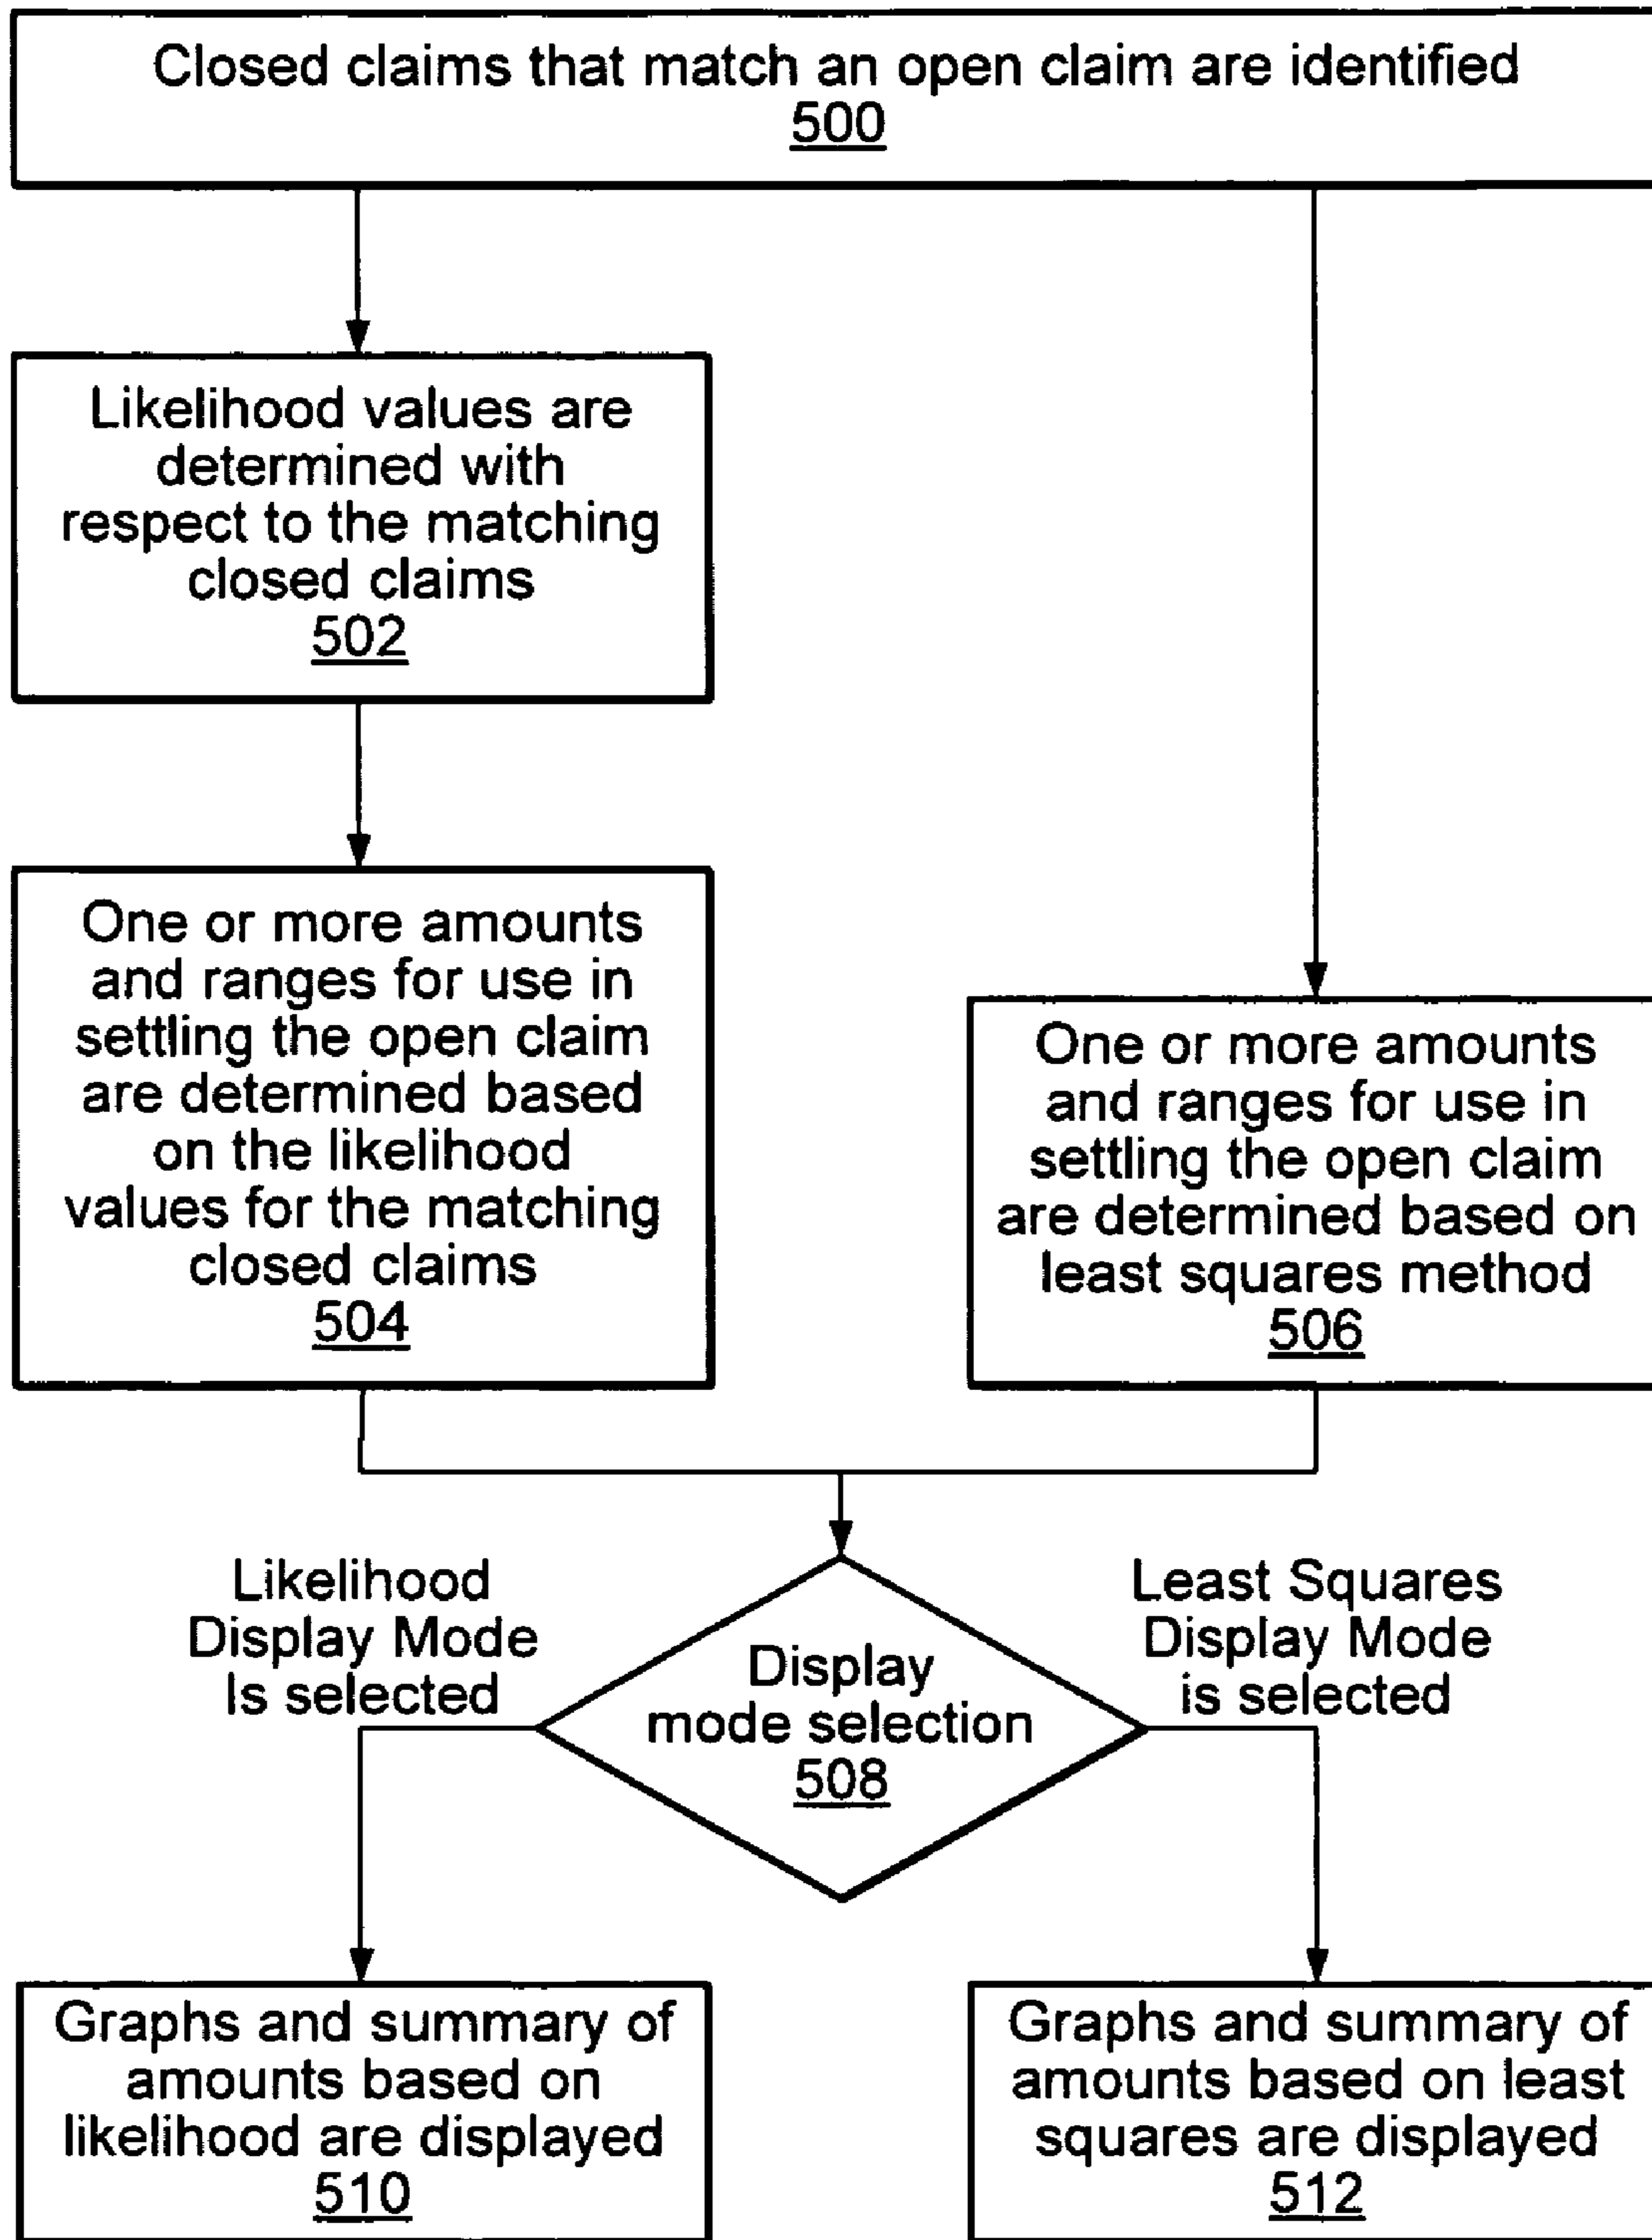 Closed claims that match an open claim are identified
500
Likelihood values are
determined with
respect to the matching
closed claims
502
One or more amounts
and ranges for use in
settling the open claim
are determined based
on the likelihood
values for the matching
closed claims
504
One or more amounts
and ranges for use in
settling the open claim
are determined based on
least squares method
506
Likelihood
Display Mode
Is selected
Display
mode selection
508
Least Squares
Display Mode
is selected
Graphs and summary of
amounts based on
likelihood are displayed
510
Graphs and summary of
amounts based on least
squares are displayed
512